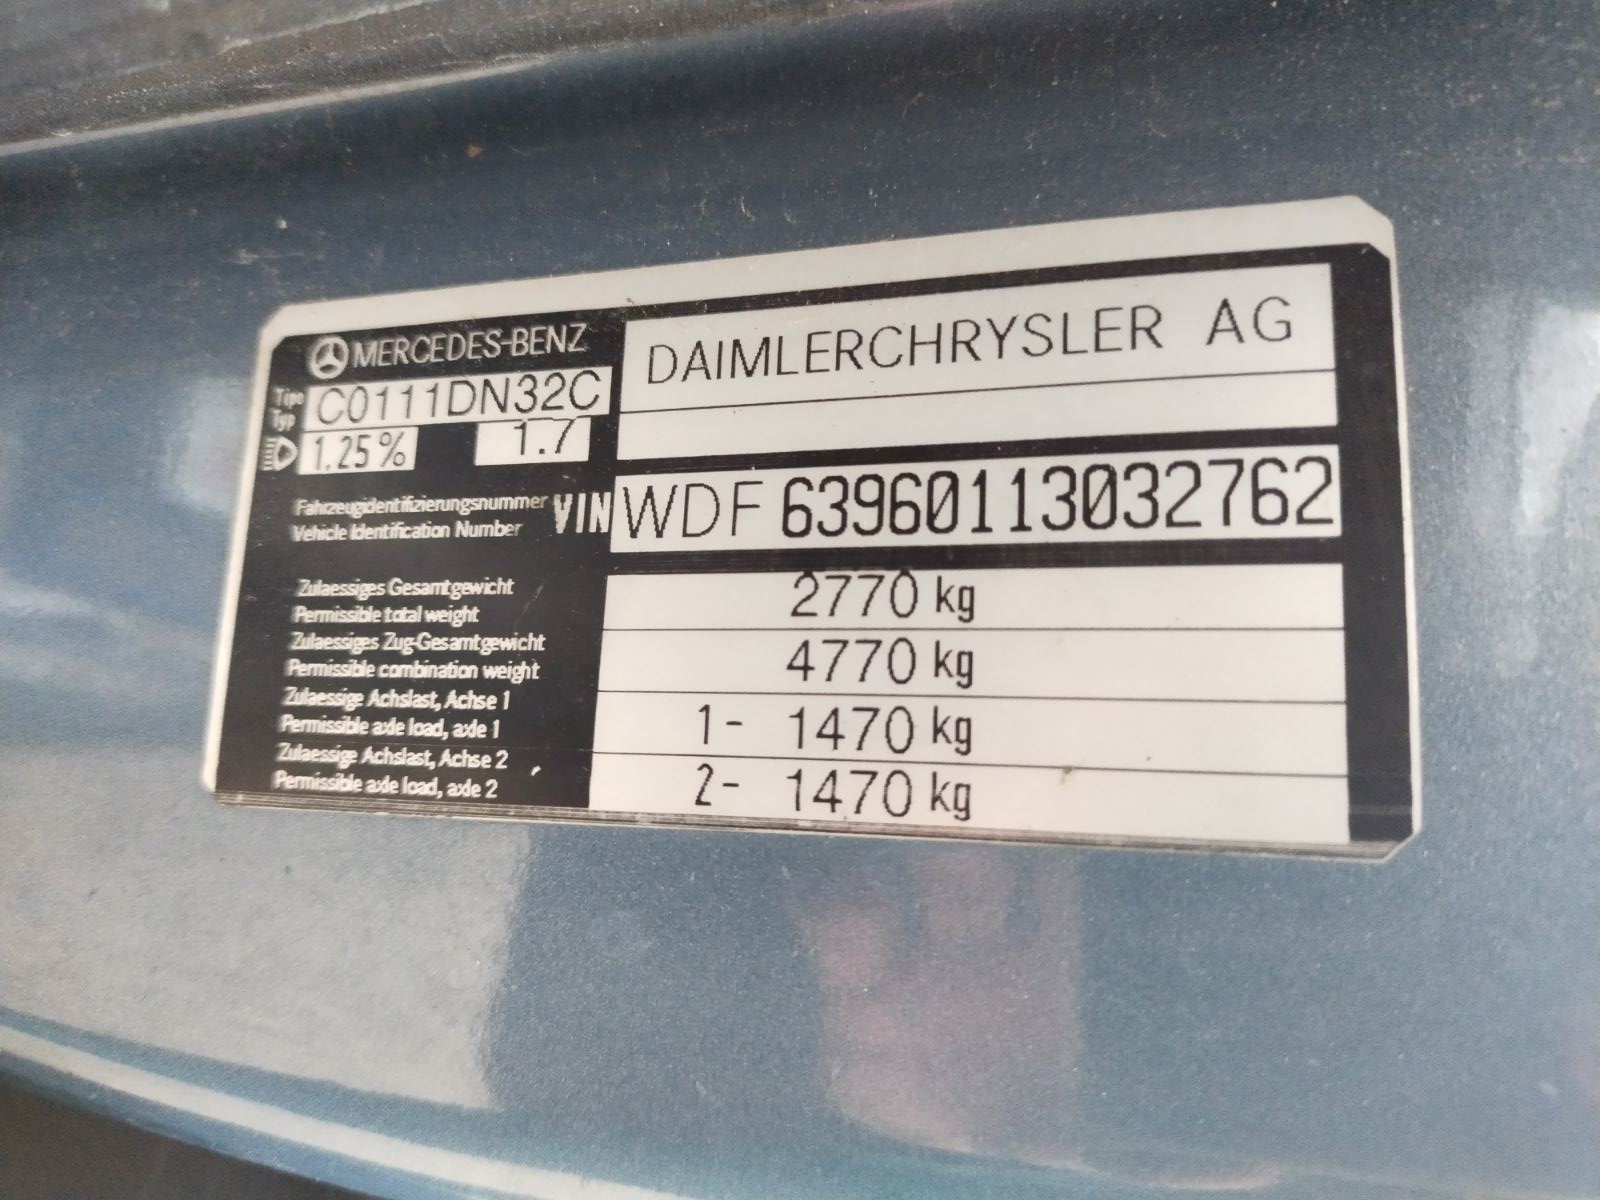 MERCEDES-BENZ
DAIMLERCHRYSLER AG
Tipo
Typ
C0111DN32C
1,25% 1.7
Fahrzeugidentifizierungsnummer
Vehicle Identification Number
VIN WDF 63960113032762
Zulaessiges Gesamtgewicht
Permissible total weight
2770 kg
Zulaessiges Zug-Gesamtgewicht
Permissible combination weight
4770 kg
Zulaessige Achslast, Achse 1
Permissible axle load, axle 1
1- 1470 kg
Zulaessige Achslast, Achse 2
Permissible axle load, axle 2
2- 1470 kg